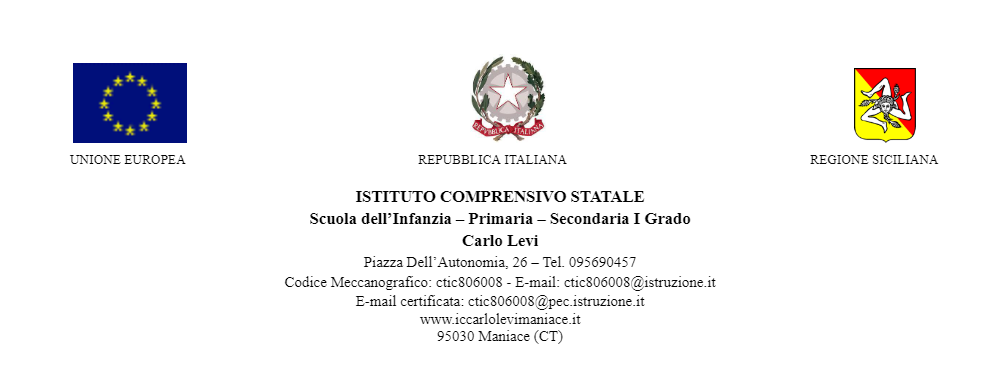 REPVBBLICA ITALIANA
UNIONE EUROPEA
REPUBBLICA ITALIANA
REGIONE SICILIANA
ISTITUTO COMPRENSIVO STATALE
Scuola dell’Infanzia – Primaria – Secondaria I Grado
Carlo Levi
Piazza Dell’Autonomia, 26 – Tel. 095690457
Codice Meccanografico: ctic806008 - E-mail: ctic806008@istruzione.it
E-mail certificata: ctic806008@pec.istruzione.it
www.iccarlolevimaniace.it
95030 Maniace (CT)